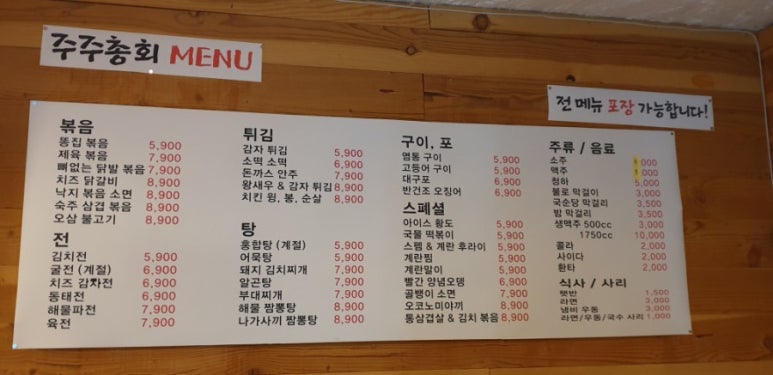 주주총회 MENU
전 메뉴 포장 가능합니다!
볶음
똥집 볶음 5,900
제육 볶음 7,900
뼈없는 닭발 볶음 7,900
치즈 닭갈비 8,900
낙지 볶음 소면 8,900
숙주 삼겹 볶음 8,900
오삼 불고기 8,900
전
김치전 5,900
굴전 (계절) 6,900
치즈 감자전 6,900
동태전 6,900
해물파전 7,900
육전 7,900
튀김
감자 튀김 5,900
소떡 소떡 6,900
돈까스 안주 7,900
왕새우 & 감자 튀김 8,900
치킨 윙, 봉, 순살 8,900
탕
홍합탕 (계절) 5,900
어묵탕 5,900
돼지 김치찌개 7,900
알곤탕 7,900
부대찌개 7,900
해물 짬뽕탕 8,900
나가사끼 짬뽕탕 8,900
구이, 포
염통 구이 5,900
고등어 구이 5,900
대구포 6,900
반건조 오징어 6,900
스폐셜
아이스 황도 5,900
국물 떡볶이 5,900
스팸 & 계란 후라이 5,900
계란찜 5,900
계란말이 5,900
빨간 양념오뎅 6,900
골뱅이 소면 7,900
오코노미야끼 8,900
통삼겹살 & 김치 볶음 8,900
주류 / 음료
소주 ,000
맥주 ,000
청하 5,000
불로 막걸이 3,000
국순당 막걸리 3,500
밤 막걸리 3,500
생맥주 500cc 3,000
1750cc 10,000
콜라 2,000
사이다 2,000
환타 2,000
식사 / 사리
햇반 1,500
라면 3,000
냄비 우동 3,000
라면/우동/국수 사리 1,000